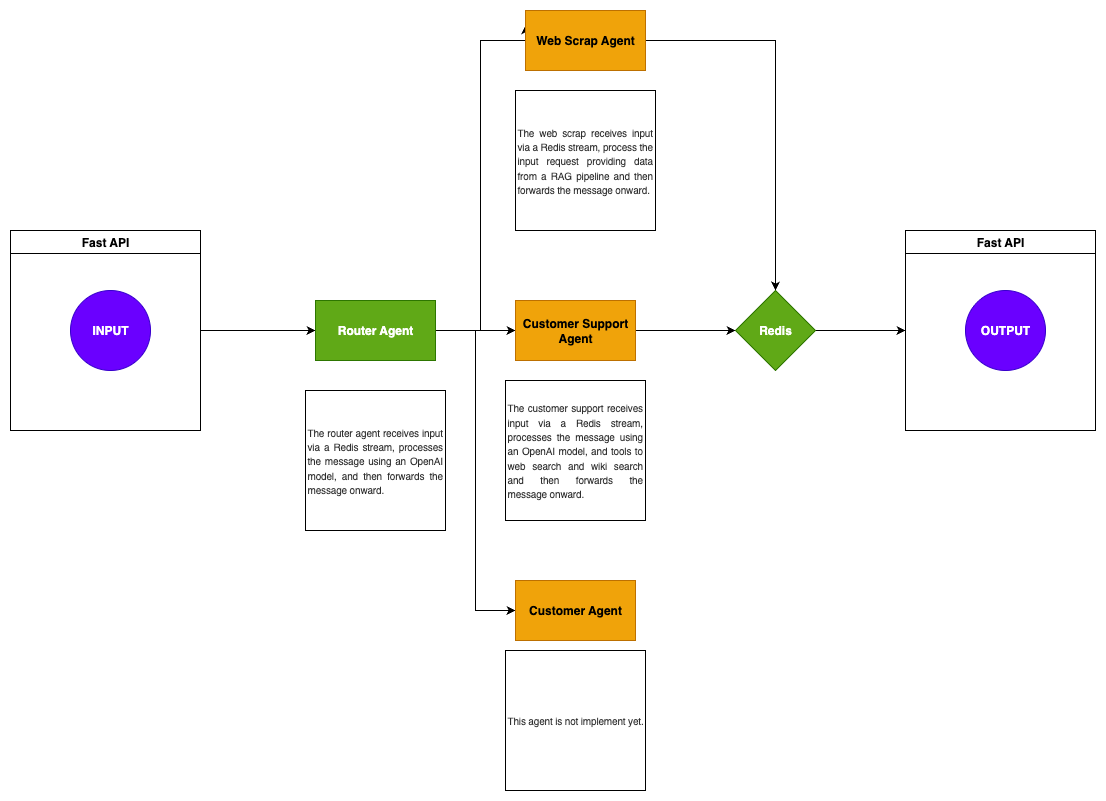 Web Scrap Agent
The web scrap receives input
via a Redis stream, process the
input request providing data
from a RAG pipeline and then
forwards the message onward.
Fast API
INPUT
Router Agent
The router agent receives input
via a Redis stream, processes
the message using an OpenAI
model, and then forwards the
message onward.
Customer Support
Agent
The customer support receives
input via a Redis stream,
processes the message using
an OpenAI model, and tools to
web search and wiki search
and then forwards the
message onward.
Customer Agent
This agent is not implement yet.
Redis
Fast API
OUTPUT